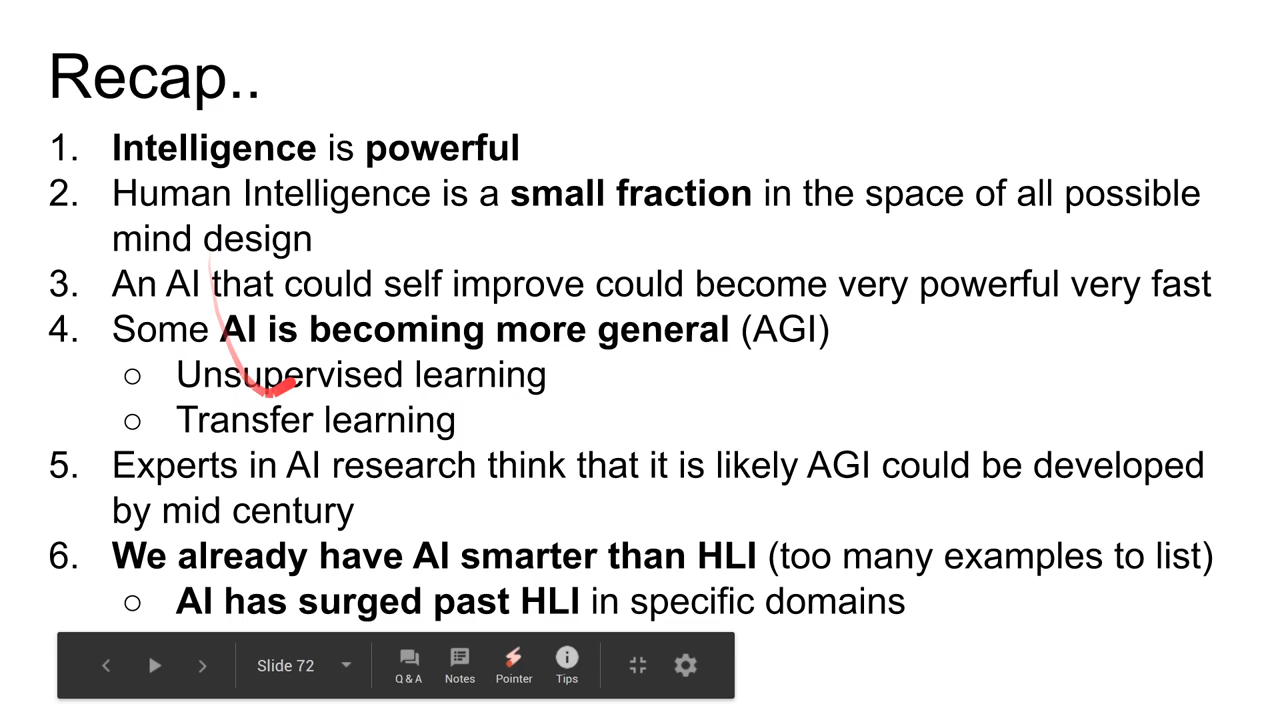 Recap..
1. Intelligence is powerful
2. Human Intelligence is a small fraction in the space of all possible
mind design
3. An AI that could self improve could become very powerful very fast
4. Some AI is becoming more general (AGI)
○ Unsupervised learning
○ Transfer learning
5. Experts in AI research think that it is likely AGI could be developed
by mid century
6. We already have AI smarter than HLI (too many examples to list)
○ AI has surged past HLI in specific domains
Slide 72
Q & A
Notes
Pointer
Tips